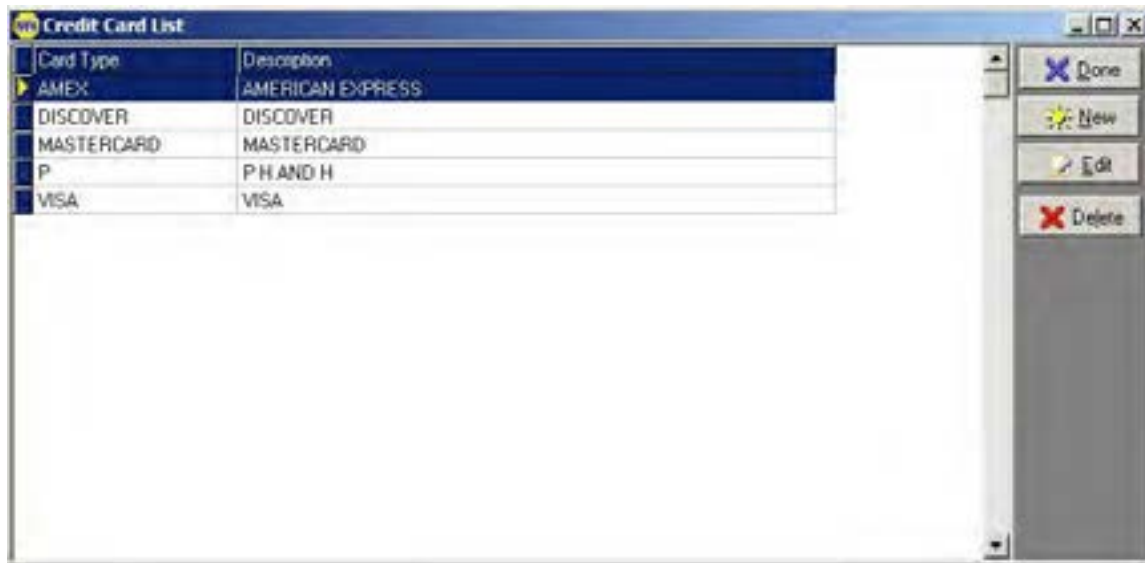 Credit Card List
Card Type Description
AMEX AMERICAN EXPRESS
DISCOVER DISCOVER
MASTERCARD MASTERCARD
P P H AND H
VISA VISA
Done
New
Edit
Delete